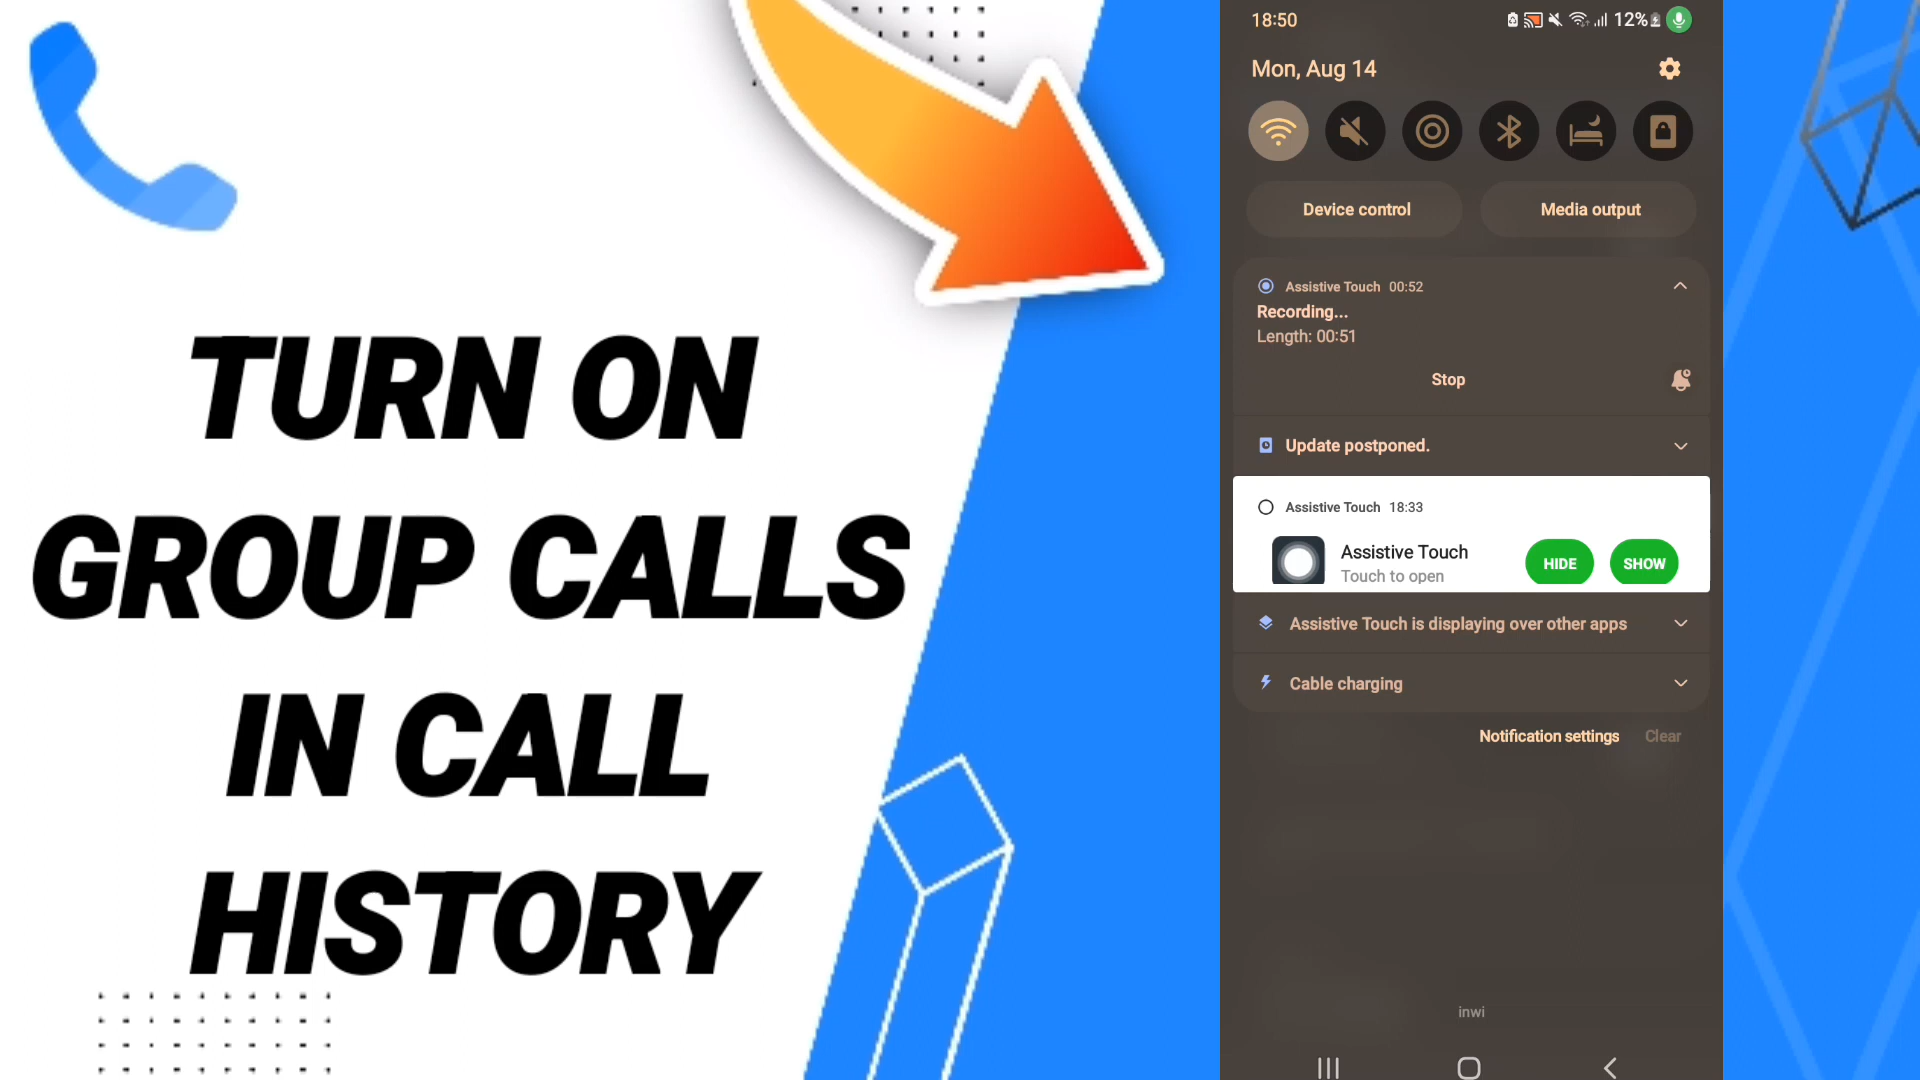 TURN ON
GROUP CALLS
IN CALL
HISTORY
18:50
12%
Mon, Aug 14
Device control
Media output
Assistive Touch 00:52
Recording...
Length: 00:51
Stop
Update postponed.
Assistive Touch 18:33
Assistive Touch
Touch to open
HIDE
SHOW
Assistive Touch is displaying over other apps
Cable charging
Notification settings
Clear
inwi